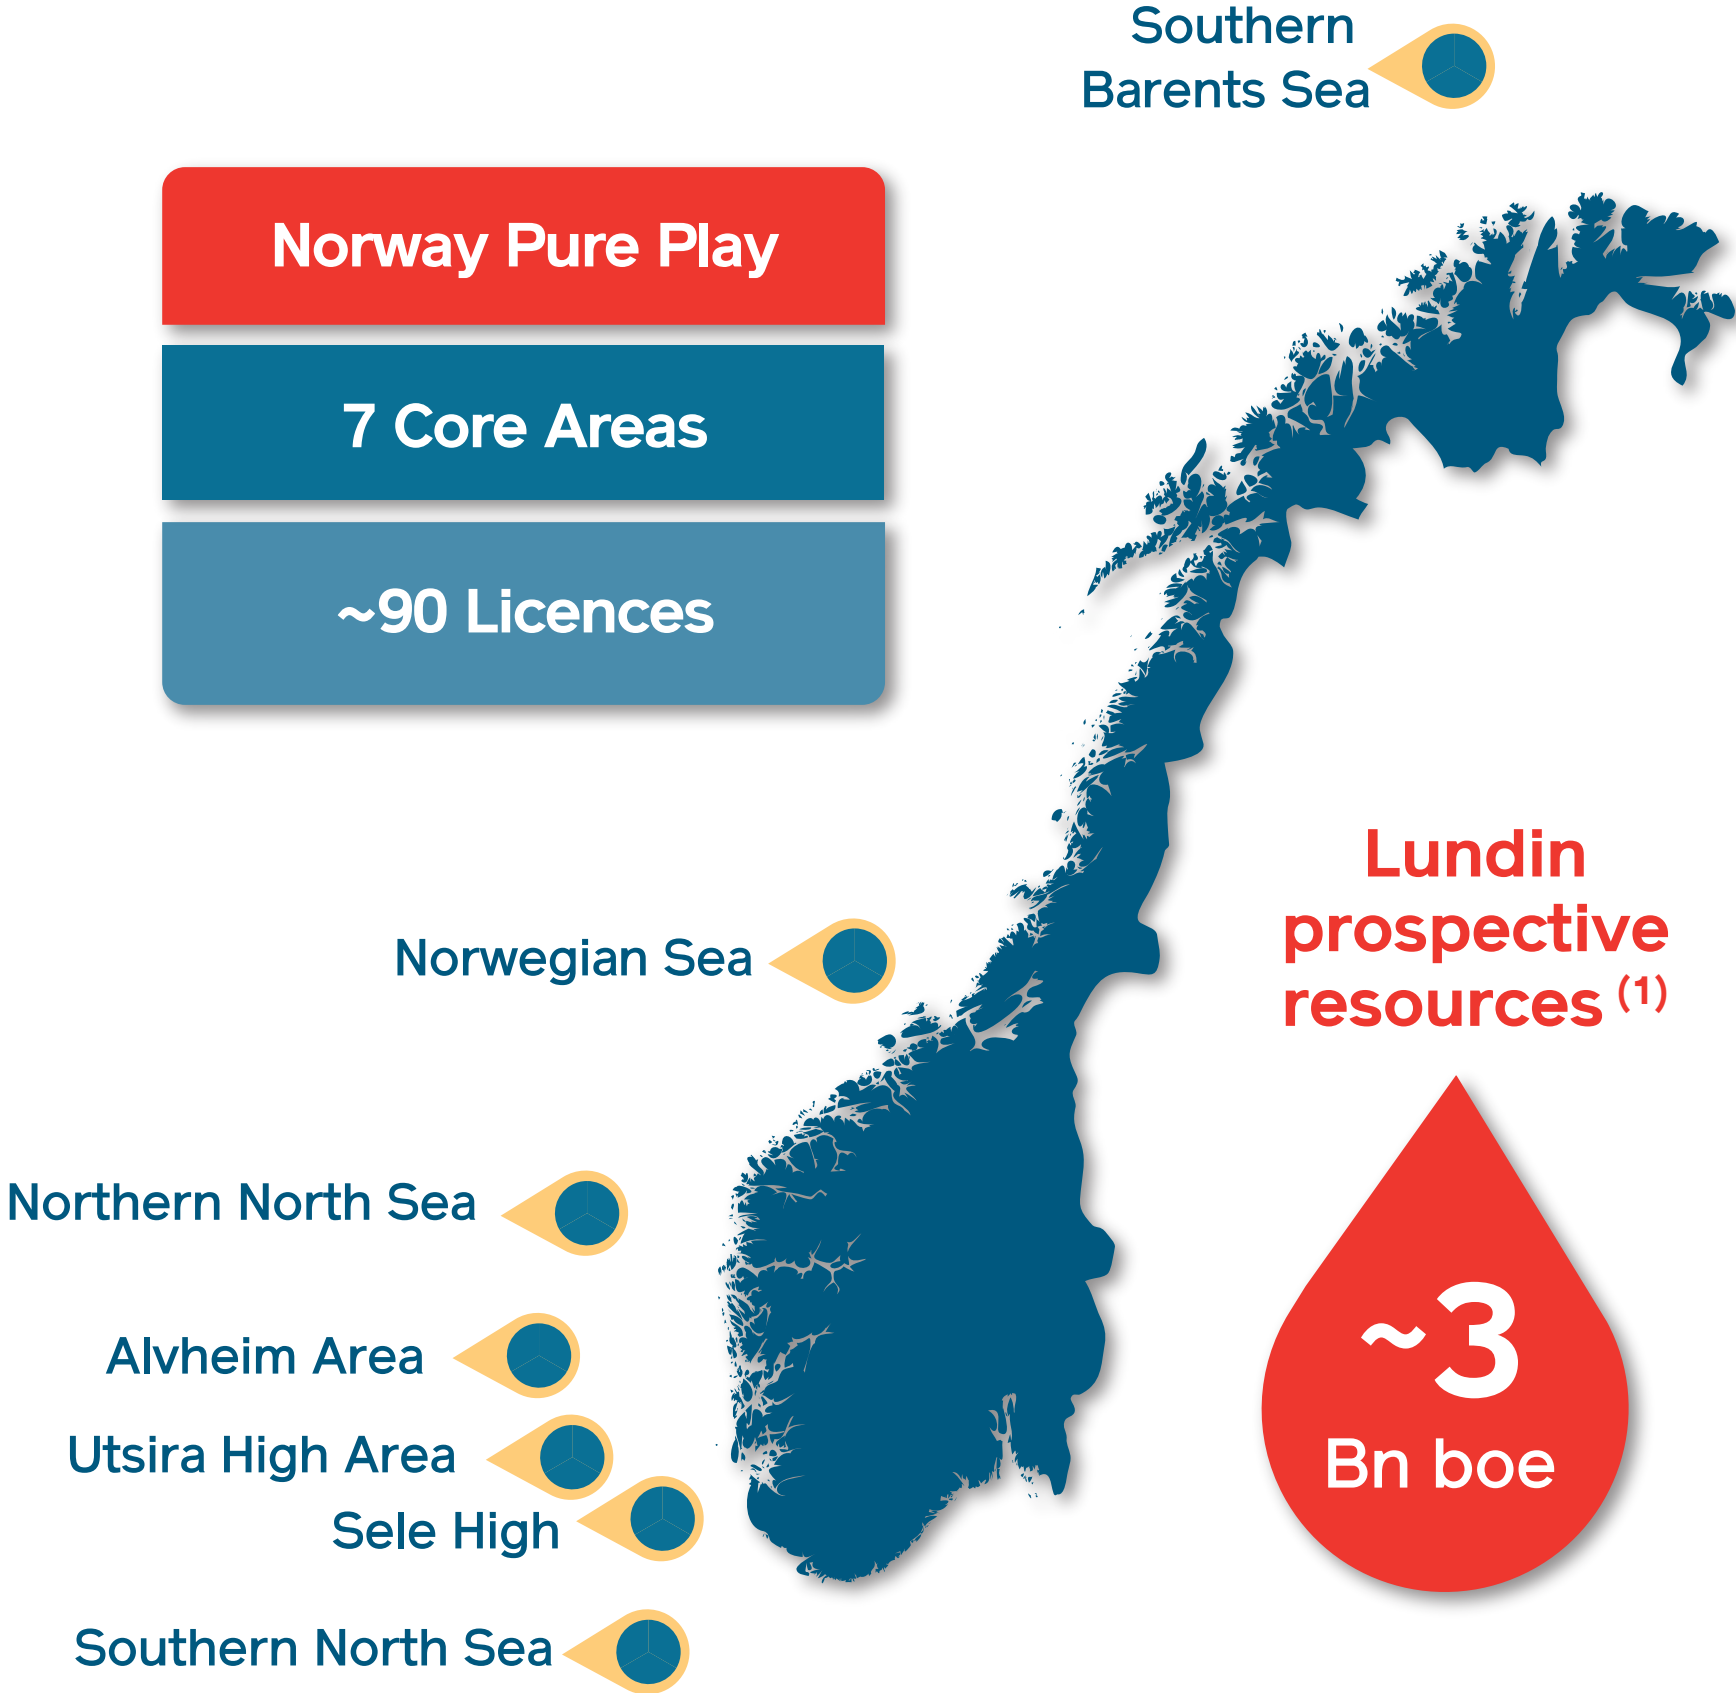 Southern
Barents Sea
Norway Pure Play
7 Core Areas
~90 Licences
Lundin
prospective
resources (1)
Norwegian Sea
~3
Bn boe
Northern North Sea
Alvheim Area
Utsira High Area
Sele High
Southern North Sea